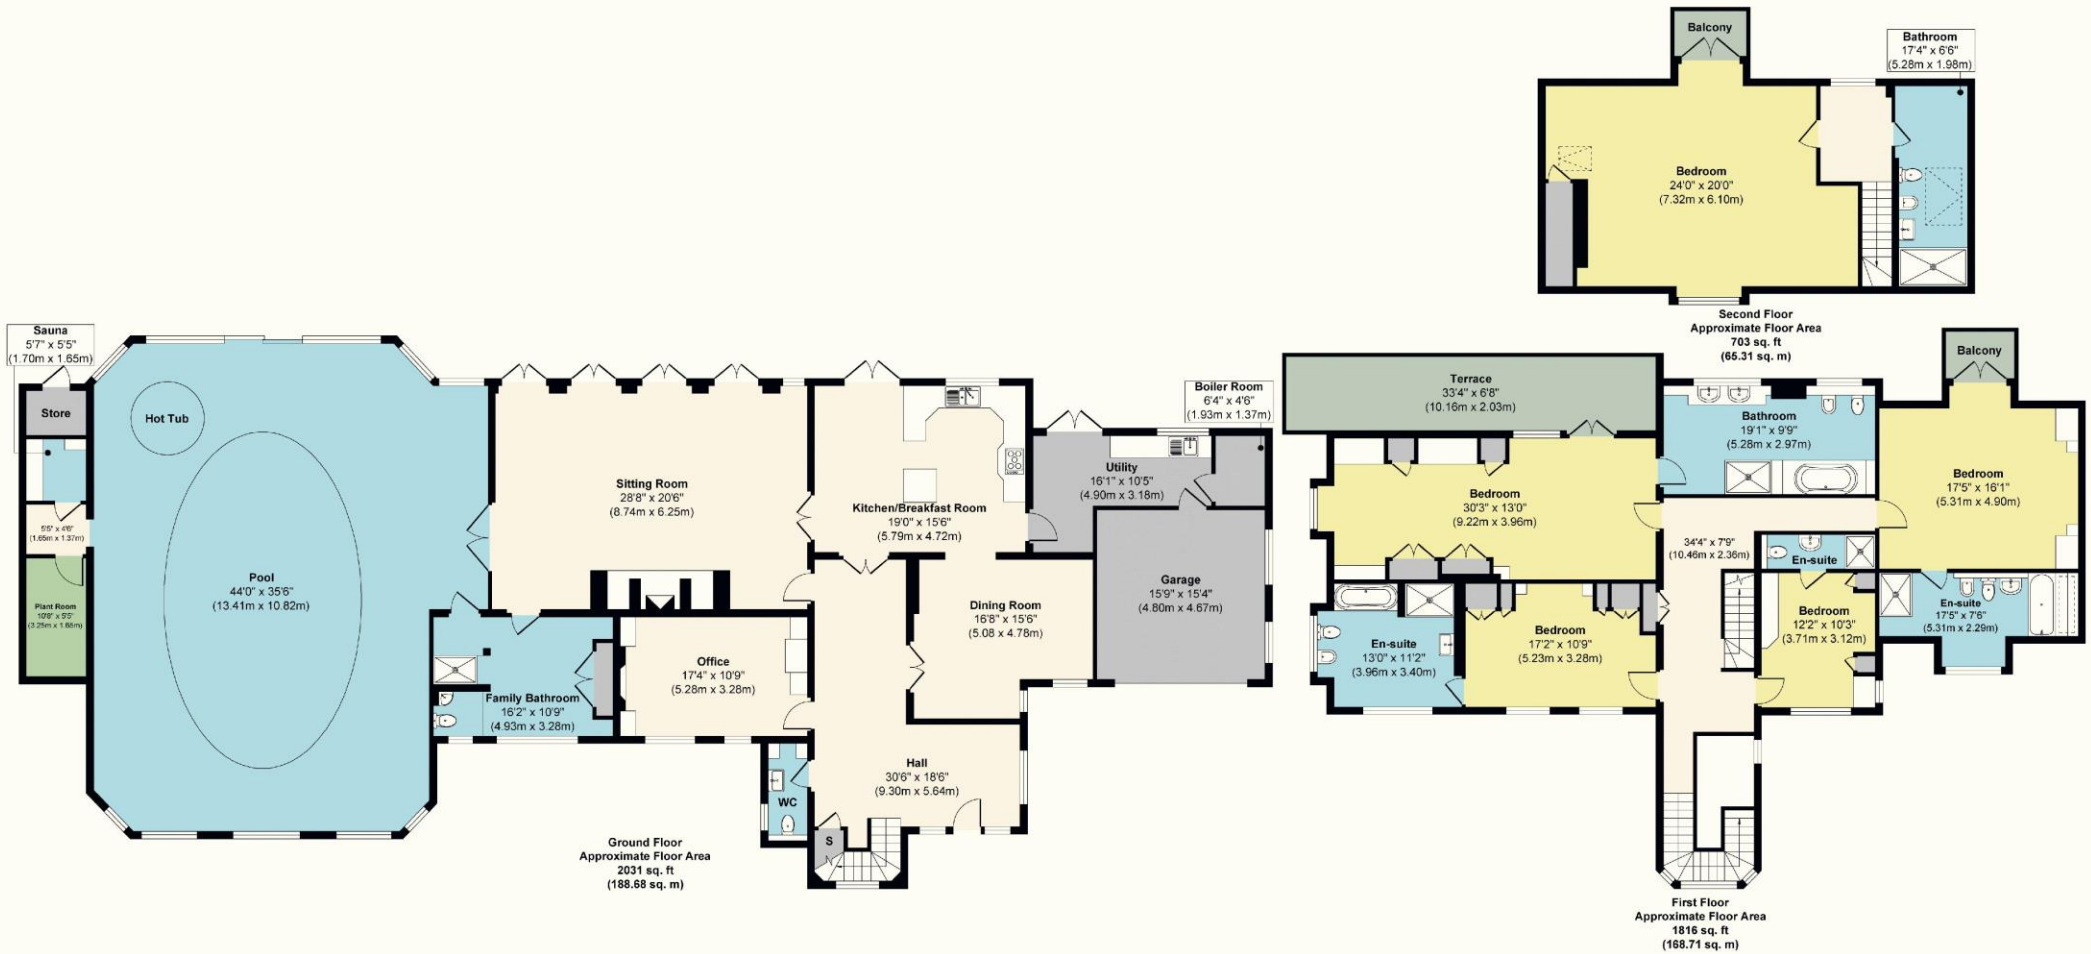 Sauna
5'7" x 5'5"
(1.70m x 1.65m)
Store
Hot Tub
5'5" x 4'6"
(1.65m x 1.37m)
Plant Room
10'8" x 5'5"
(3.25m x 1.68m)
Pool
44'0" x 35'6"
(13.41m x 10.82m)
Sitting Room
28'8" x 20'6"
(8.74m x 6.25m)
Kitchen/Breakfast Room
19'0" x 15'6"
(5.79m x 4.72m)
Utility
16'1" x 10'5"
(4.90m x 3.18m)
Boiler Room
6'4" x 4'6"
(1.93m x 1.37m)
Garage
15'9" x 15'4"
(4.80m x 4.67m)
Dining Room
16'8" x 15'6"
(5.08 x 4.78m)
Office
17'4" x 10'9"
(5.28m x 3.28m)
Family Bathroom
16'2" x 10'9"
(4.93m x 3.28m)
Hall
30'6" x 18'6"
(9.30m x 5.64m)
WC
S
Ground Floor
Approximate Floor Area
2031 sq. ft
(188.68 sq. m)
Balcony
Bathroom
17'4" x 6'6"
(5.28m x 1.98m)
Bedroom
24'0" x 20'0"
(7.32m x 6.10m)
Second Floor
Approximate Floor Area
703 sq. ft
(65.31 sq. m)
Terrace
33'4" x 6'8"
(10.16m x 2.03m)
Bathroom
19'1" x 9'9"
(5.28m x 2.97m)
Balcony
Bedroom
17'5" x 16'1"
(5.31m x 4.90m)
Bedroom
30'3" x 13'0"
(9.22m x 3.96m)
34'4" x 7'9"
(10.46m x 2.36m)
En-suite
En-suite
17'5" x 7'6"
(5.31m x 2.29m)
Bedroom
12'2" x 10'3"
(3.71m x 3.12m)
Bedroom
17'2" x 10'9"
(5.23m x 3.28m)
En-suite
13'0" x 11'2"
(3.96m x 3.40m)
First Floor
Approximate Floor Area
1816 sq. ft
(168.71 sq. m)